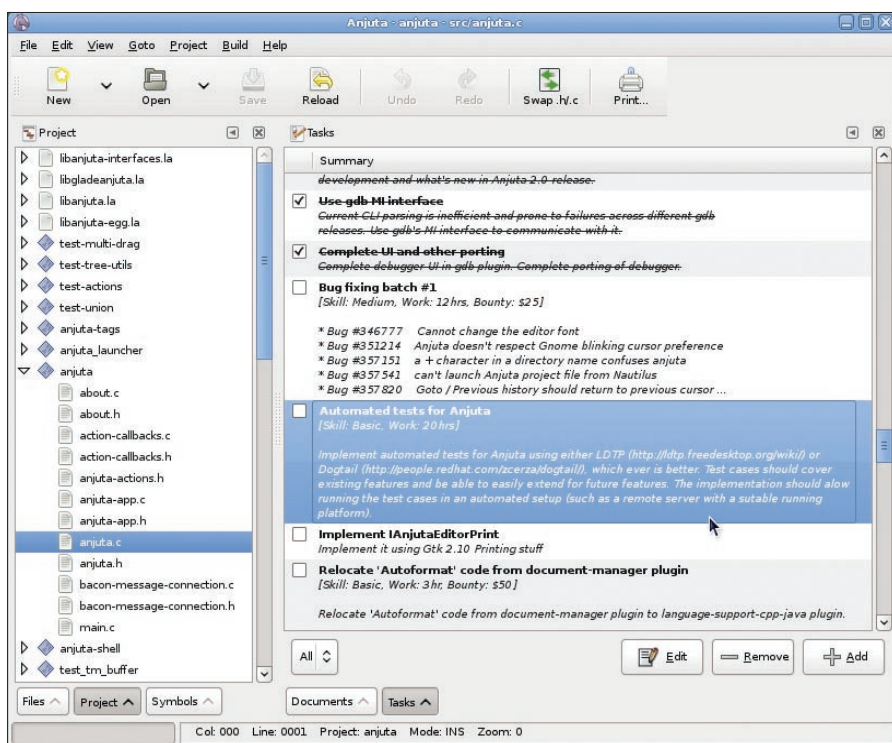 Anjuta - anjuta - src/anjuta.c
File Edit View Goto Project Build Help
New Open Save Reload Undo Redo Swap .h/.c Print...
Project
libanjuta-interfaces.la
libgladeanjuta.la
libanjuta.la
libanjuta-egg.la
test-multi-drag
test-tree-utils
test-actions
test-union
anjuta-tags
anjuta_launcher
anjuta
about.c
about.h
action-callbacks.c
action-callbacks.h
anjuta-actions.h
anjuta-app.c
anjuta-app.h
anjuta.c
anjuta.h
bacon-message-connection.c
bacon-message-connection.h
main.c
anjuta-shell
test_tm_buffer
Files Project Symbols
Tasks
Summary
development and what's new in Anjuta 2.0 release.
Use gdb MI interface
Current CLI parsing is inefficient and prone to failures across different gdb
releases. Use gdb's MI interface to communicate with it.
Complete UI and other porting
Complete debugger UI in gdb plugin. Complete porting of debugger.
Bug fixing batch #1
[Skill: Medium, Work: 12hrs, Bounty: $25]
* Bug #346777 Cannot change the editor font
* Bug #351214 Anjuta doesn't respect Gnome blinking cursor preference
* Bug #357151 a + character in a directory name confuses anjuta
* Bug #357541 can't launch Anjuta project file from Nautilus
* Bug #357820 Goto / Previous history should return to previous cursor ...
Automated tests for Anjuta
[Skill: Basic, Work: 20hrs]
Implement automated tests for Anjuta using either LDTP (http://ldtp.freedesktop.org/wiki/) or
Dogtail (http://people.redhat.com/zcerza/dogtail/), which ever is better. Test cases should cover
existing features and be able to easily extend for future features. The implementation should alow
running the test cases in an automated setup (such as a remote server with a sutable running
platform).
Implement IAnjutaEditorPrint
Implement it using Gtk 2.10 Printing stuff
Relocate 'Autoformat' code from document-manager plugin
[Skill: Basic, Work: 3hr, Bounty: $50]
Relocate 'Autoformat' code from document-manager plugin to language-support-cpp-java plugin.
All Edit Remove Add
Documents Tasks
Col: 000 Line: 0001 Project: anjuta Mode: INS Zoom: 0